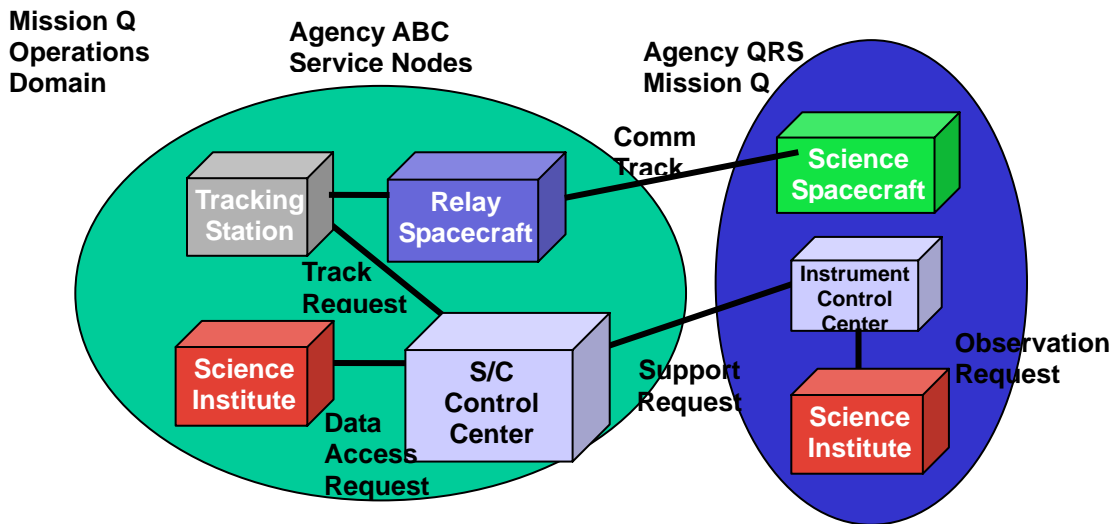 Mission Q
Operations
Domain
Agency ABC
Service Nodes
Agency QRS
Mission Q
Comm
Track
Tracking
Station
Relay
Spacecraft
Science
Spacecraft
Track
Request
Instrument
Control
Center
Science
Institute
S/C
Control
Center
Support
Request
Observation
Request
Data
Access
Request
Science
Institute